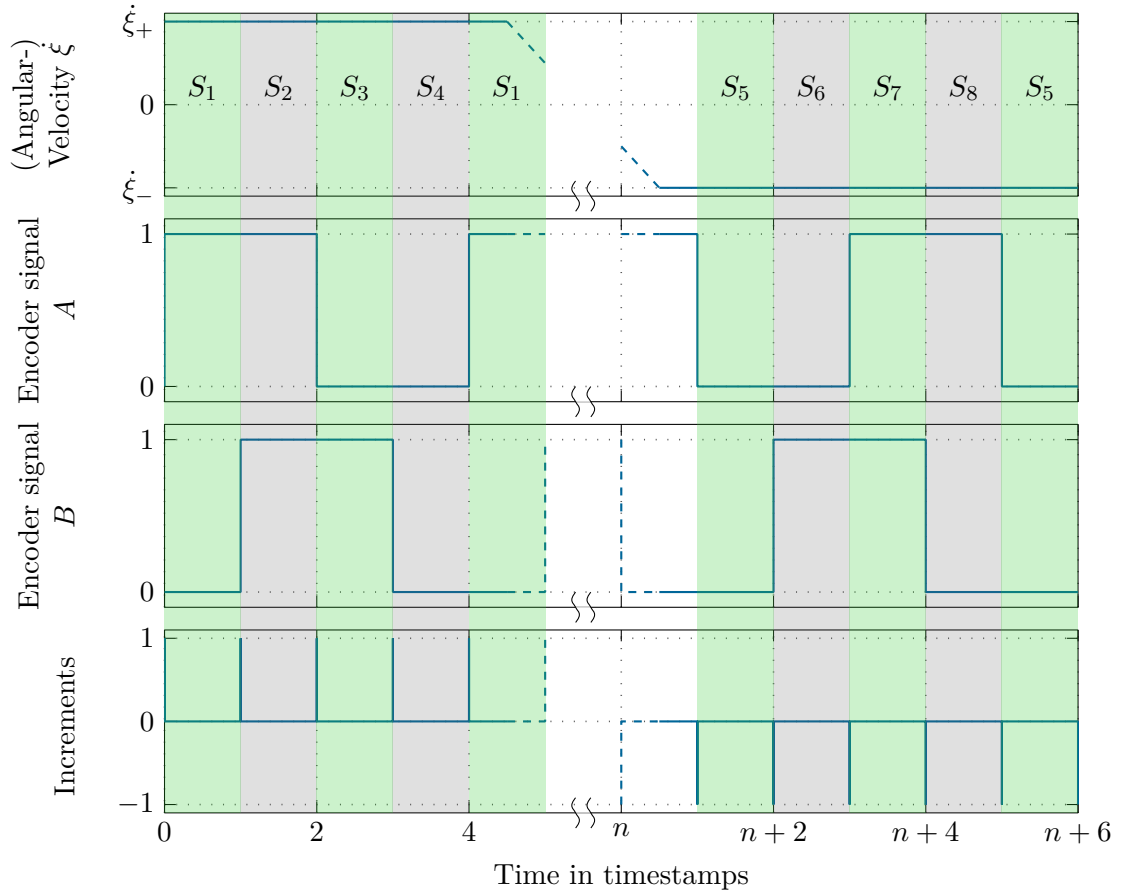 (Angular-)
Velocity ξ̇
ξ̇₊
0
ξ̇₋
S₁ S₂ S₃ S₄ S₁ S₅ S₆ S₇ S₈ S₅
Encoder signal
A
1
0
Encoder signal
B
1
0
Increments
1
0
−1
0 2 4 n n + 2 n + 4 n + 6
Time in timestamps